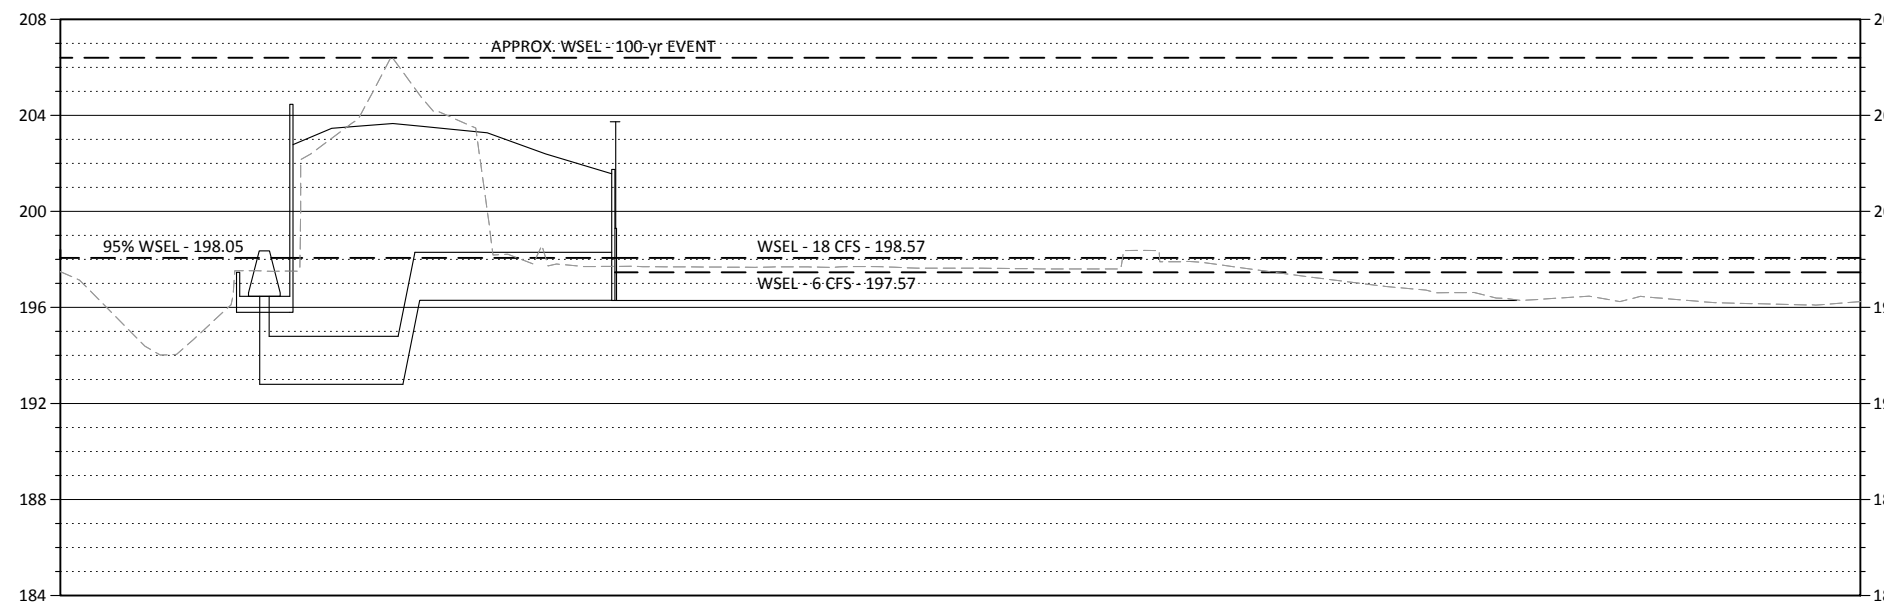 208
APPROX. WSEL - 100-yr EVENT
204
200
95% WSEL - 198.05
WSEL - 18 CFS - 198.57
WSEL - 6 CFS - 197.57
196
192
188
184